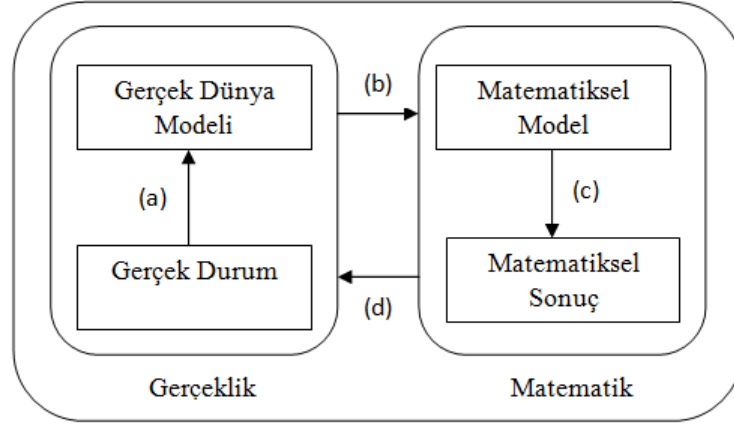 Gerçek Dünya
Modeli
(b)
Matematiksel
Model
(a)
(c)
Gerçek Durum
(d)
Matematiksel
Sonuç
Gerçeklik
Matematik